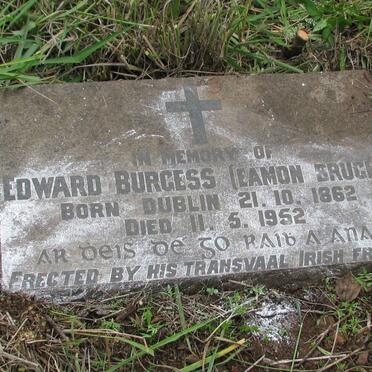 IN MEMORY OF
EDWARD BURGESS (EAMON BRUG
BORN DUBLIN 21. 10. 1862
DIED 11. 5. 1952
AR DEIS DE GO RAIB A ANA
ERECTED BY HIS TRANSVAAL IRISH FR